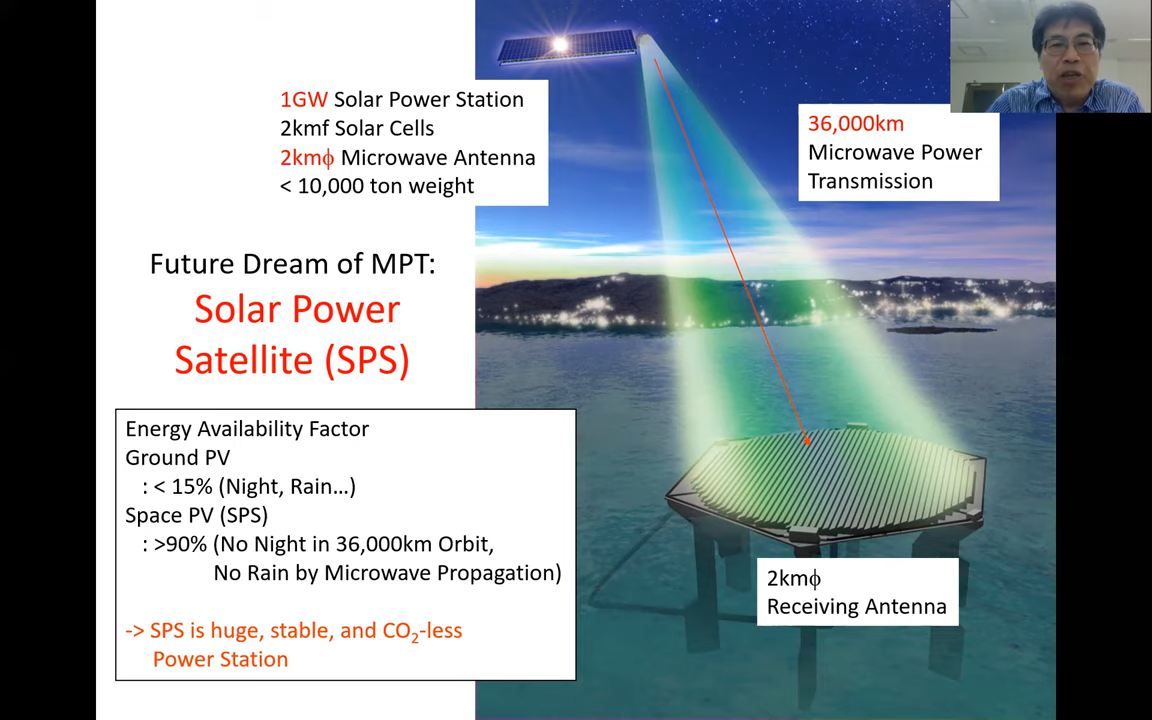 1GW Solar Power Station
2kmf Solar Cells
2kmϕ Microwave Antenna
< 10,000 ton weight
36,000km
Microwave Power
Transmission
Future Dream of MPT:
Solar Power
Satellite (SPS)
Energy Availability Factor
Ground PV
: < 15% (Night, Rain...)
Space PV (SPS)
: >90% (No Night in 36,000km Orbit,
No Rain by Microwave Propagation)
-> SPS is huge, stable, and CO₂-less
Power Station
2kmϕ
Receiving Antenna